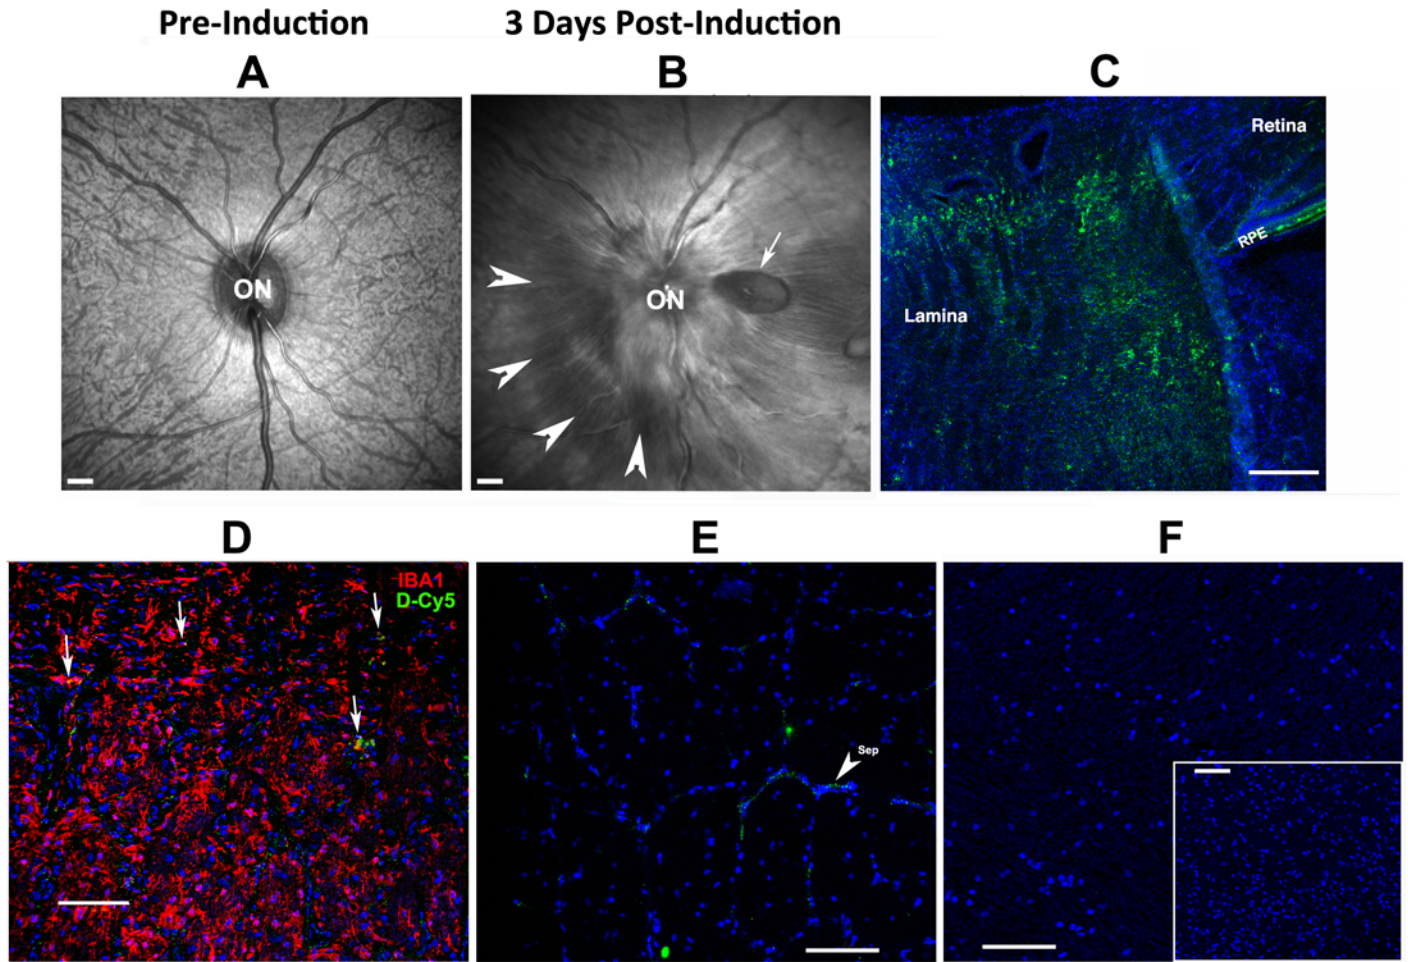 Pre-Induction
3 Days Post-Induction
A
B
C
ON
ON
Retina
RPE
Lamina
D
E
F
IBA1
D-Cy5
Sep